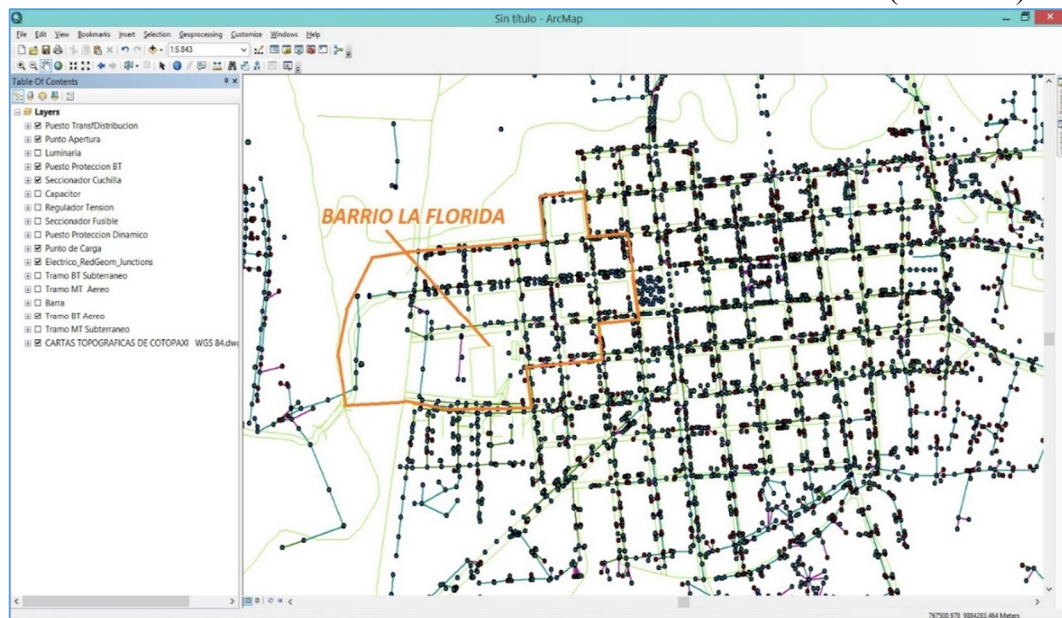 Sin título - ArcMap
File Edit View Bookmarks Insert Selection Geoprocessing Customize Windows Help
1:5.843
Table Of Contents
Layers
Puesto TransfDistribucion
Punto Apertura
Luminaria
Puesto Proteccion BT
Seccionador Cuchilla
Capacitor
Regulador Tension
Seccionador Fusible
Puesto Proteccion Dinamico
Punto de Carga
Electrico_RedGeom_Junctions
Tramo BT Subterraneo
Tramo MT Aereo
Barra
Tramo BT Aereo
Tramo MT Subterraneo
CARTAS TOPOGRAFICAS DE COTOPAXI WGS 84.dwg
BARRIO LA FLORIDA
767500.978 9884283.464 Meters